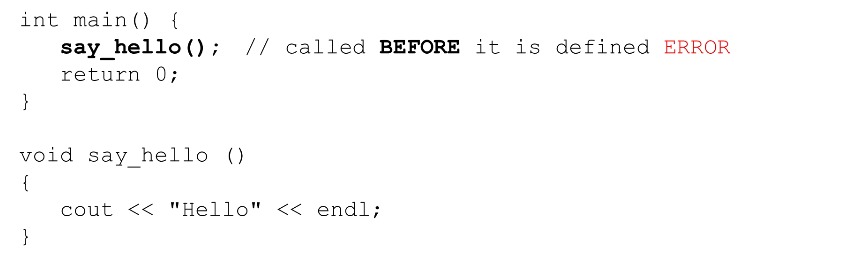 int main() {
   say_hello();  // called BEFORE it is defined ERROR
   return 0;
}

void say_hello ()
{
   cout << "Hello" << endl;
}